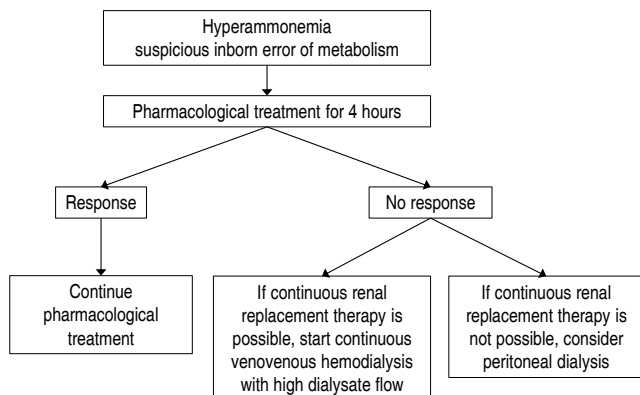 Hyperammonemia
suspicious inborn error of metabolism
Pharmacological treatment for 4 hours
Response
No response
Continue
pharmacological
treatment
If continuous renal
replacement therapy is
possible, start continuous
venovenous hemodialysis
with high dialysate flow
If continuous renal
replacement therapy is
not possible, consider
peritoneal dialysis